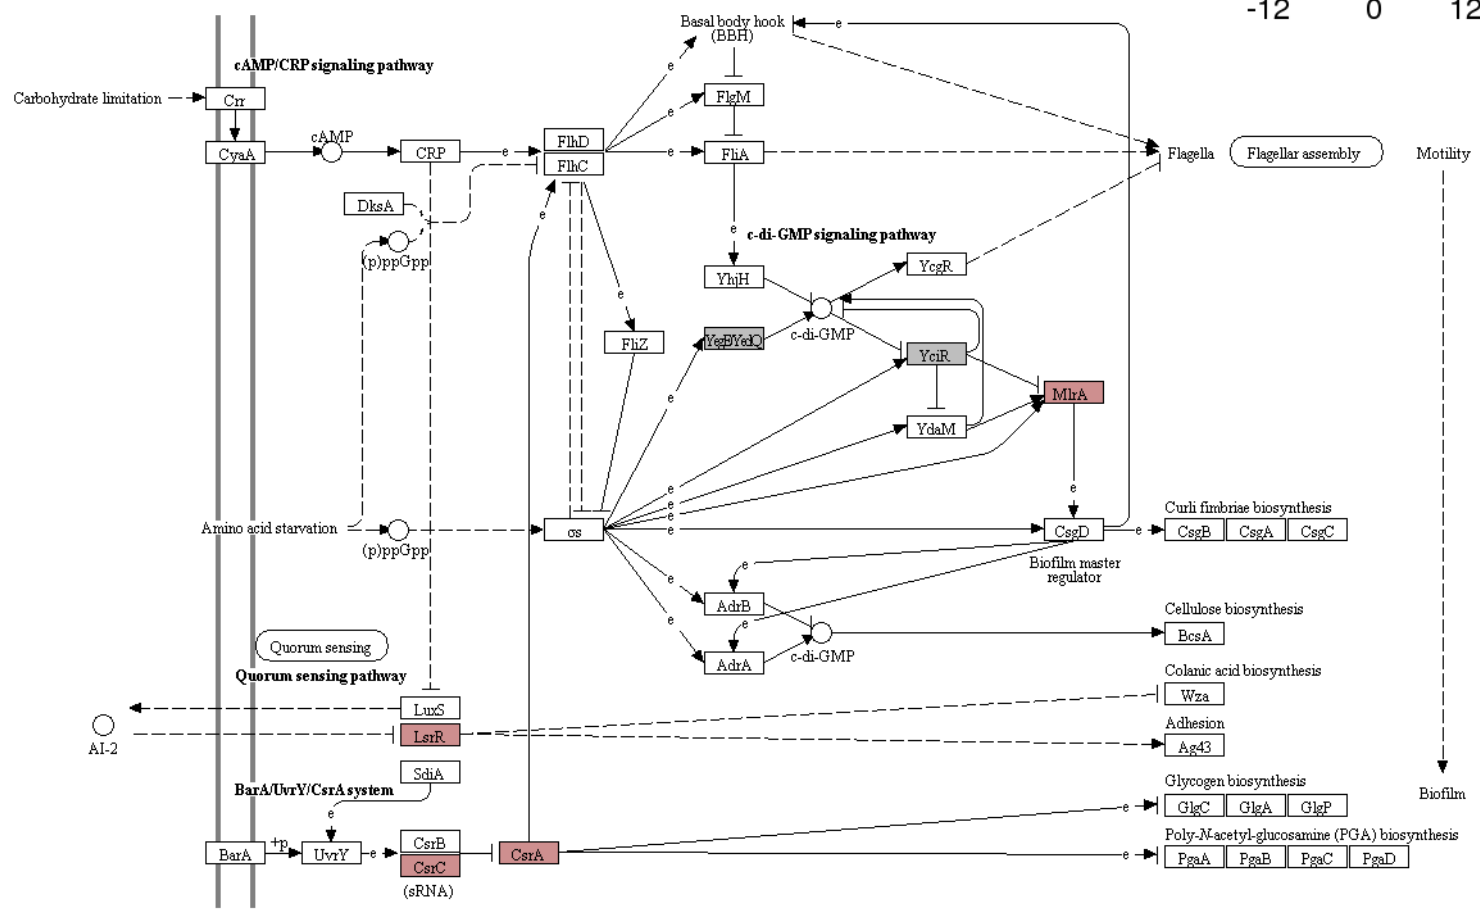 -12 0 12
Basal body hook
(BBH)
e
cAMP/CRP signaling pathway
e
Carbohydrate limitation
Crr
FlgM
e
cAMP
FlhD
CyaA
CRP
e
FlhC
e
FliA
Flagella
Flagellar assembly
Motility
DksA
e
e
c-di-GMP signaling pathway
(p)ppGpp
YcgR
YhjH
e
c-di-GMP
FliZ
YegE/YedQ
YciR
e
MlrA
YdaM
e
e
e
e
e
Amino acid starvation
(p)ppGpp
σs
CsgD
e
Biofilm master
regulator
Curli fimbriae biosynthesis
CsgB CsgA CsgC
e
e
AdrB
e
e
AdrA
c-di-GMP
Cellulose biosynthesis
BcsA
Quorum sensing
Quorum sensing pathway
Colanic acid biosynthesis
Wza
LuxS
LsrR
AI-2
Adhesion
Ag43
SdiA
BarA/UvrY/CsrA system
e
Glycogen biosynthesis
e
GlgC GlgA GlgP
Biofilm
BarA
+p
UvrY
e
CsrB
CsrC
(sRNA)
CsrA
Poly-N-acetyl-glucosamine (PGA) biosynthesis
e
PgaA PgaB PgaC PgaD